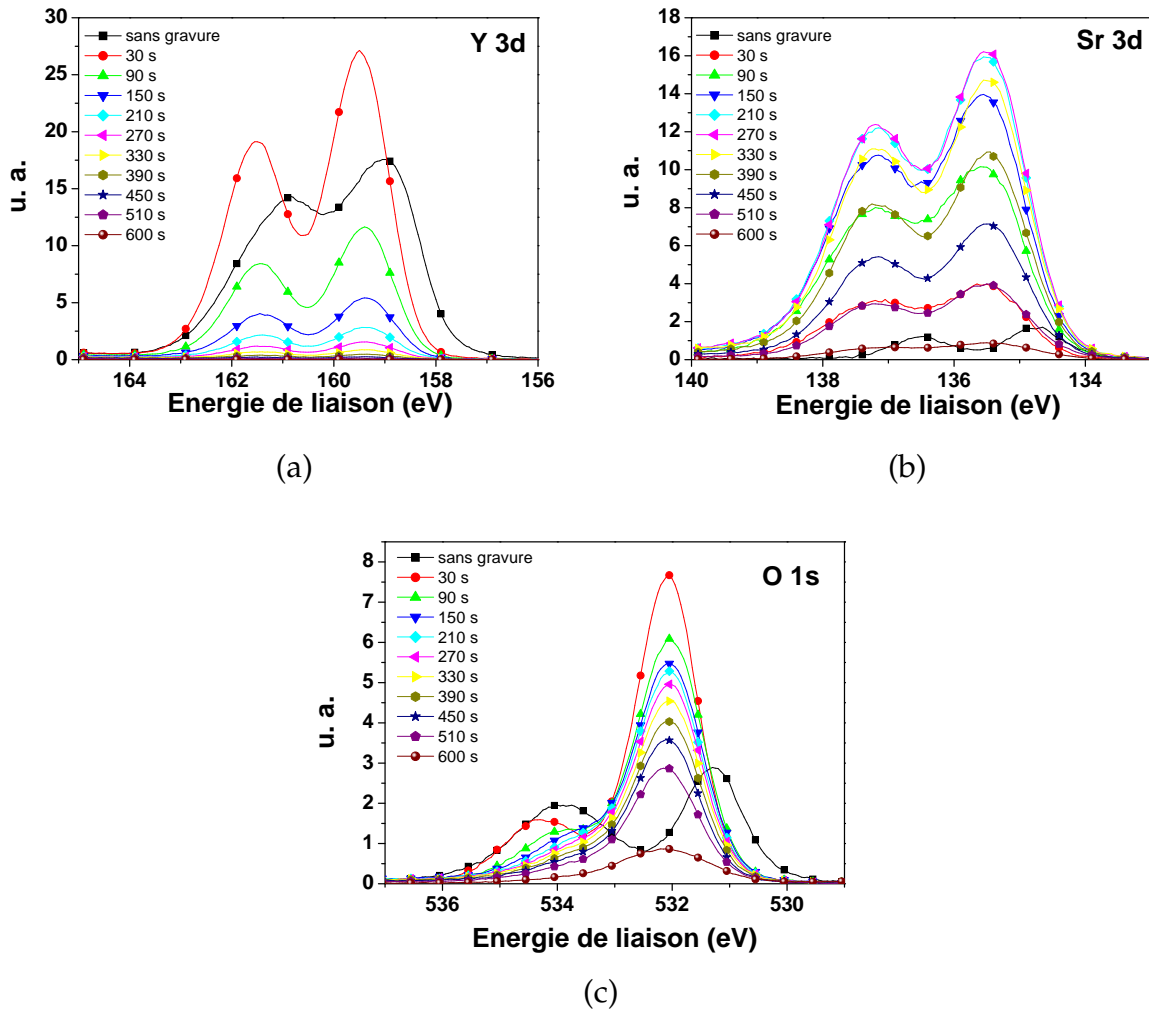 Y 3d
sans gravure
30 s
90 s
150 s
210 s
270 s
330 s
390 s
450 s
510 s
600 s
30
25
20
15
10
5
0
u. a.
164
162
160
158
156
Energie de liaison (eV)
(a)
Sr 3d
sans gravure
30 s
90 s
150 s
210 s
270 s
330 s
390 s
450 s
510 s
600 s
18
16
14
12
10
8
6
4
2
0
u. a.
140
138
136
134
Energie de liaison (eV)
(b)
O 1s
sans gravure
30 s
90 s
150 s
210 s
270 s
330 s
390 s
450 s
510 s
600 s
8
7
6
5
4
3
2
1
0
u. a.
536
534
532
530
Energie de liaison (eV)
(c)